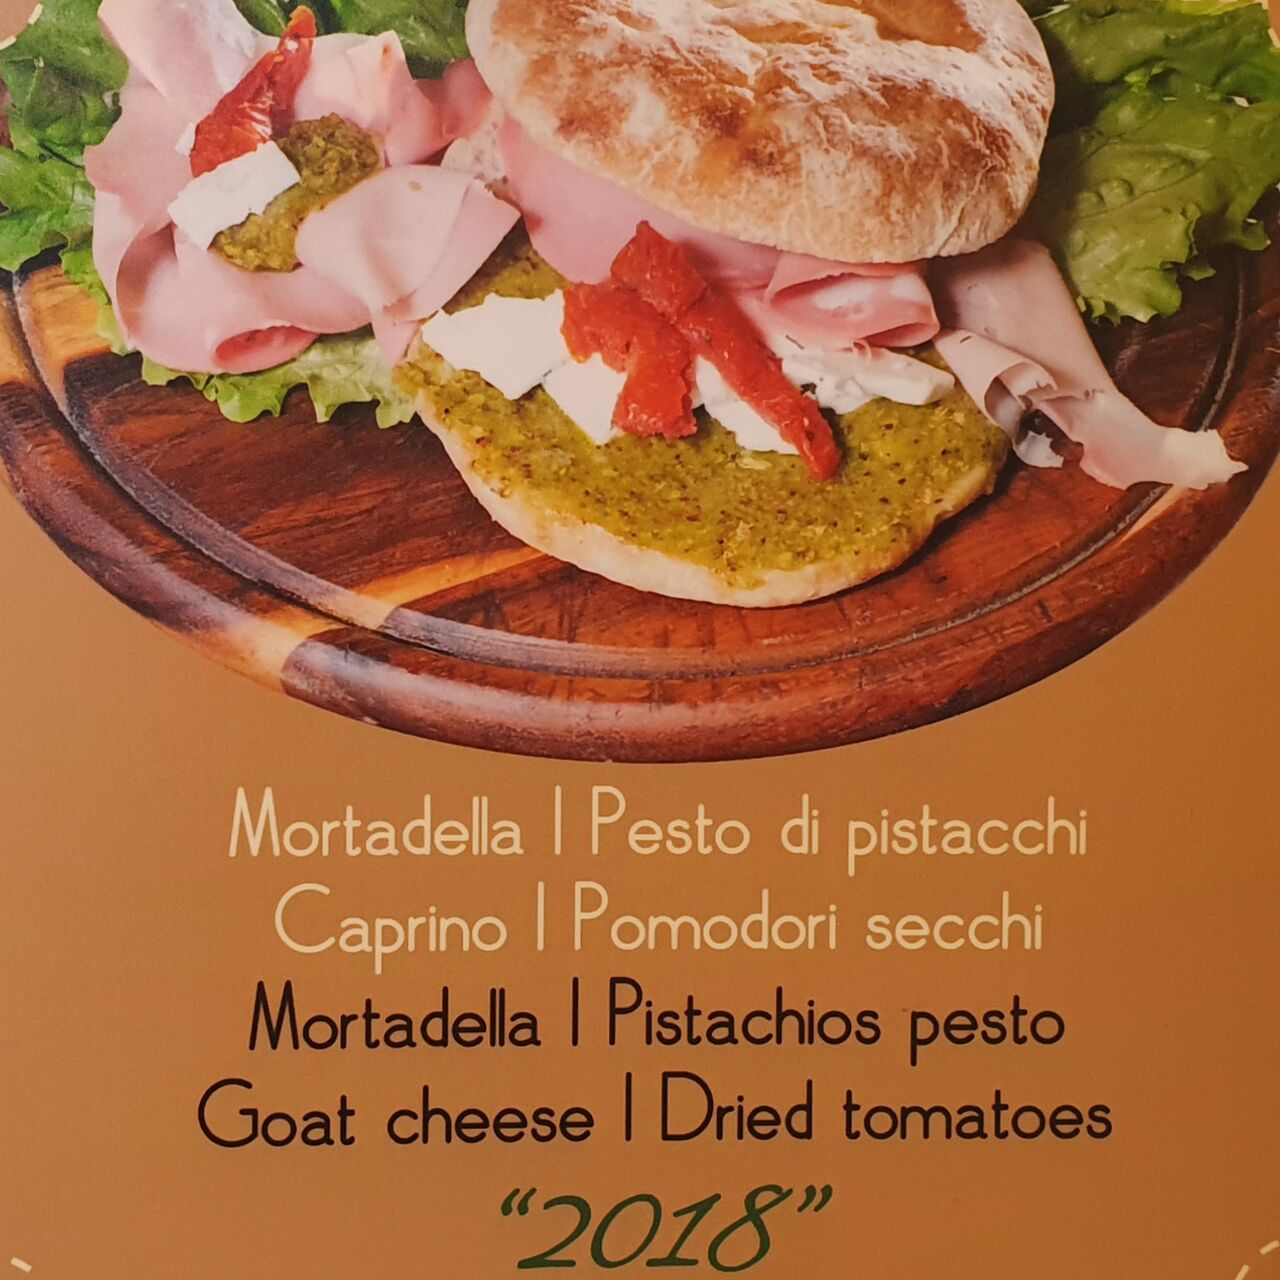 Mortadella | Pesto di pistacchi
Caprino | Pomodori secchi
Mortadella | Pistachios pesto
Goat cheese | Dried tomatoes
“2018”